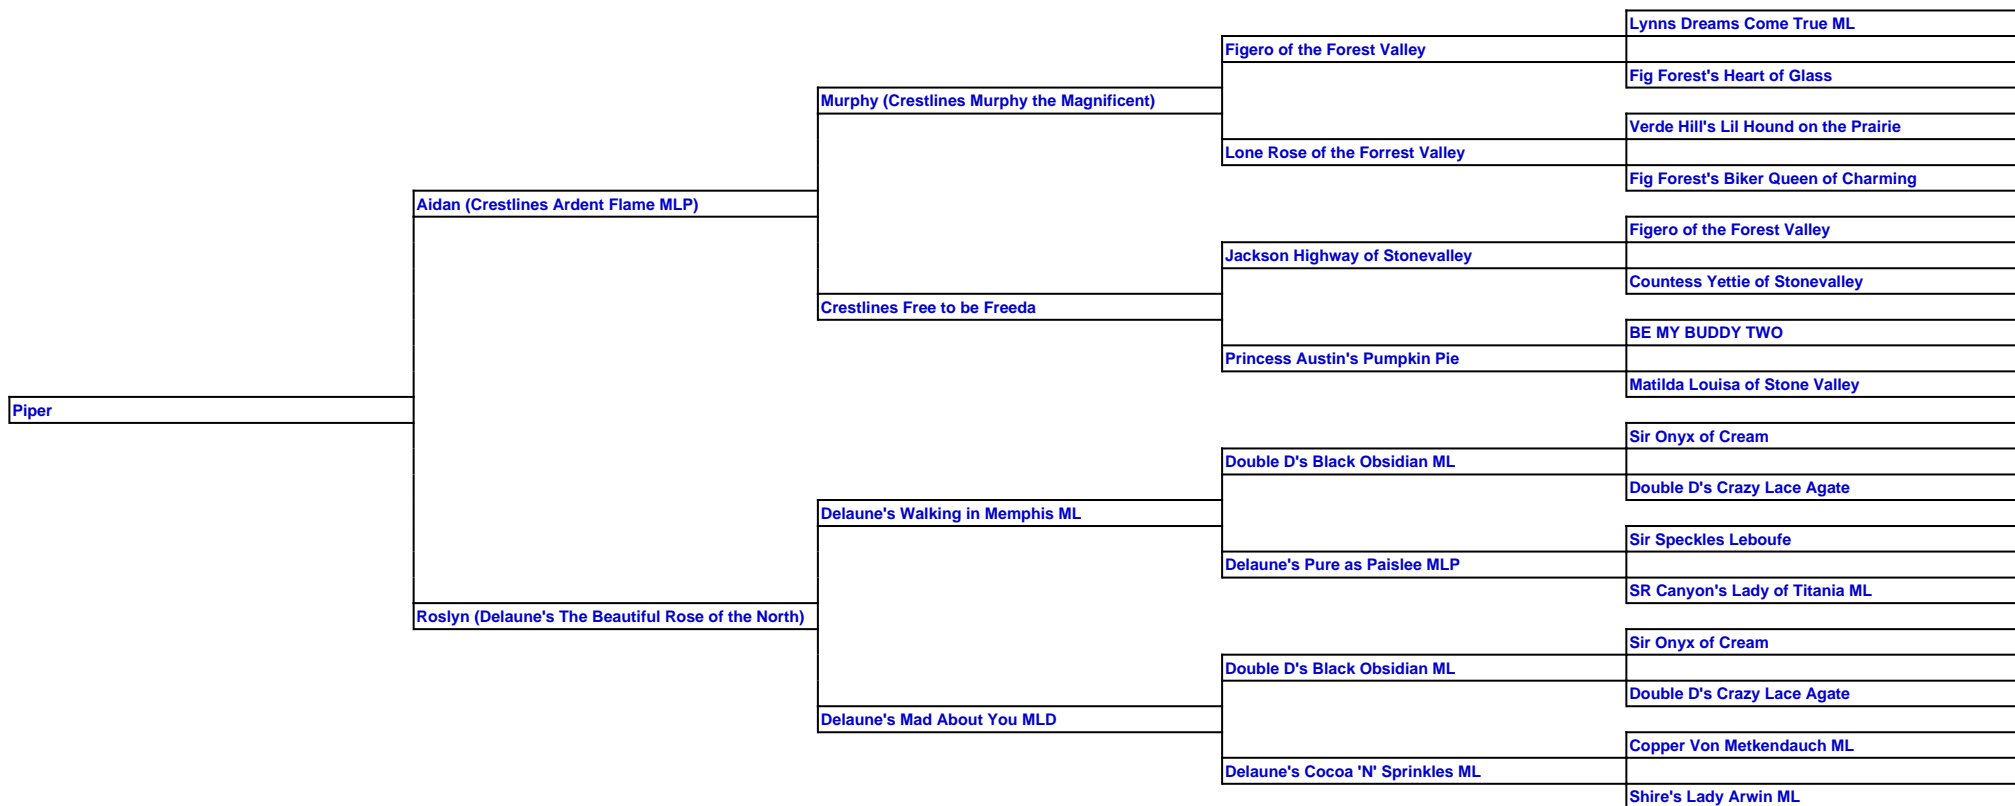 Lynns Dreams Come True ML
Figero of the Forest Valley
Fig Forest's Heart of Glass
Murphy (Crestlines Murphy the Magnificent)
Verde Hill's Lil Hound on the Prairie
Lone Rose of the Forrest Valley
Fig Forest's Biker Queen of Charming
Aidan (Crestlines Ardent Flame MLP)
Figero of the Forest Valley
Jackson Highway of Stonevalley
Countess Yettie of Stonevalley
Crestlines Free to be Freeda
BE MY BUDDY TWO
Princess Austin's Pumpkin Pie
Matilda Louisa of Stone Valley
Piper
Sir Onyx of Cream
Double D's Black Obsidian ML
Double D's Crazy Lace Agate
Delaune's Walking in Memphis ML
Sir Speckles Leboufe
Delaune's Pure as Paislee MLP
SR Canyon's Lady of Titania ML
Roslyn (Delaune's The Beautiful Rose of the North)
Sir Onyx of Cream
Double D's Black Obsidian ML
Double D's Crazy Lace Agate
Delaune's Mad About You MLD
Copper Von Metkendauch ML
Delaune's Cocoa 'N' Sprinkles ML
Shire's Lady Arwin ML